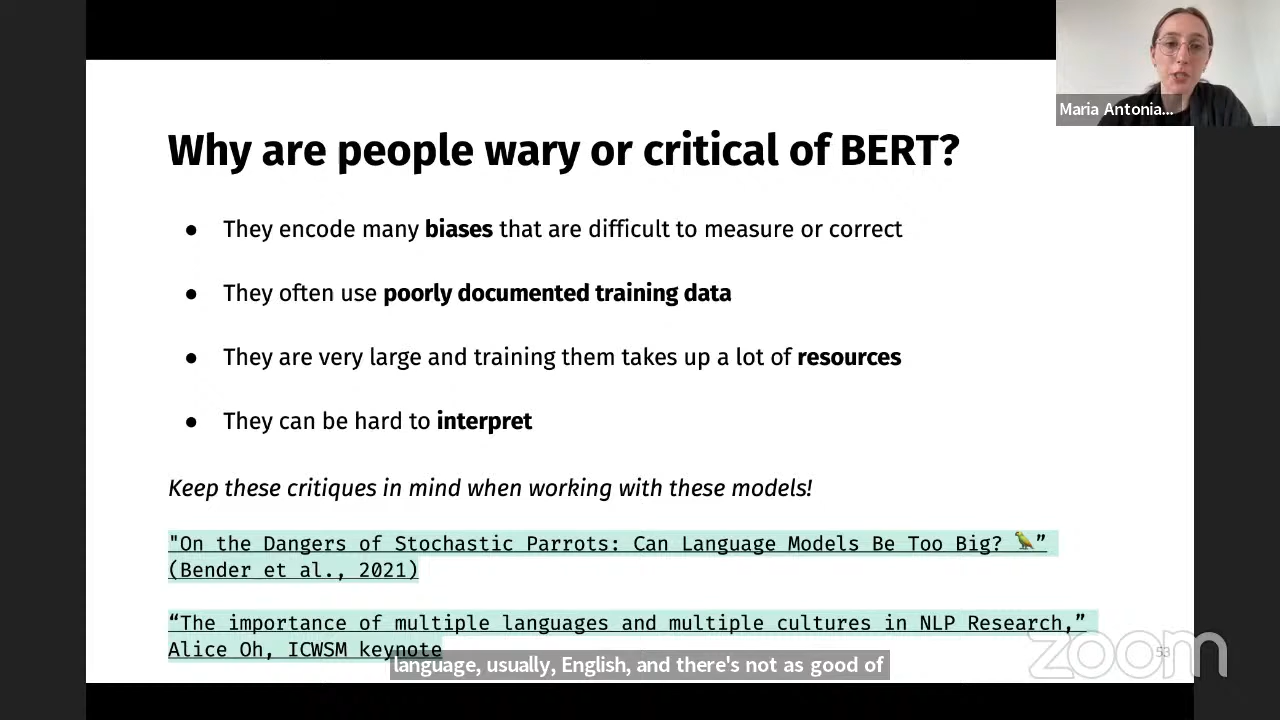 Maria Antonia...
Why are people wary or critical of BERT?
● They encode many biases that are difficult to measure or correct
● They often use poorly documented training data
● They are very large and training them takes up a lot of resources
● They can be hard to interpret
Keep these critiques in mind when working with these models!
"On the Dangers of Stochastic Parrots: Can Language Models Be Too Big? 🦜”
(Bender et al., 2021)
“The importance of multiple languages and multiple cultures in NLP Research,”
Alice Oh, ICWSM keynote
language, usually, English, and there's not as good of
zoom
53